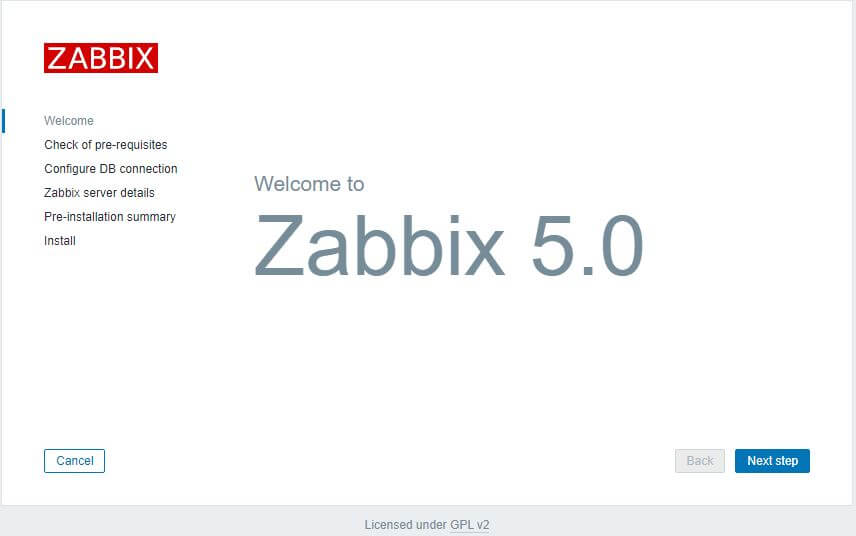 ZABBIX
Welcome
Check of pre-requisites
Configure DB connection
Zabbix server details
Pre-installation summary
Install
Welcome to
Zabbix 5.0
Cancel
Back
Next step
Licensed under GPL v2